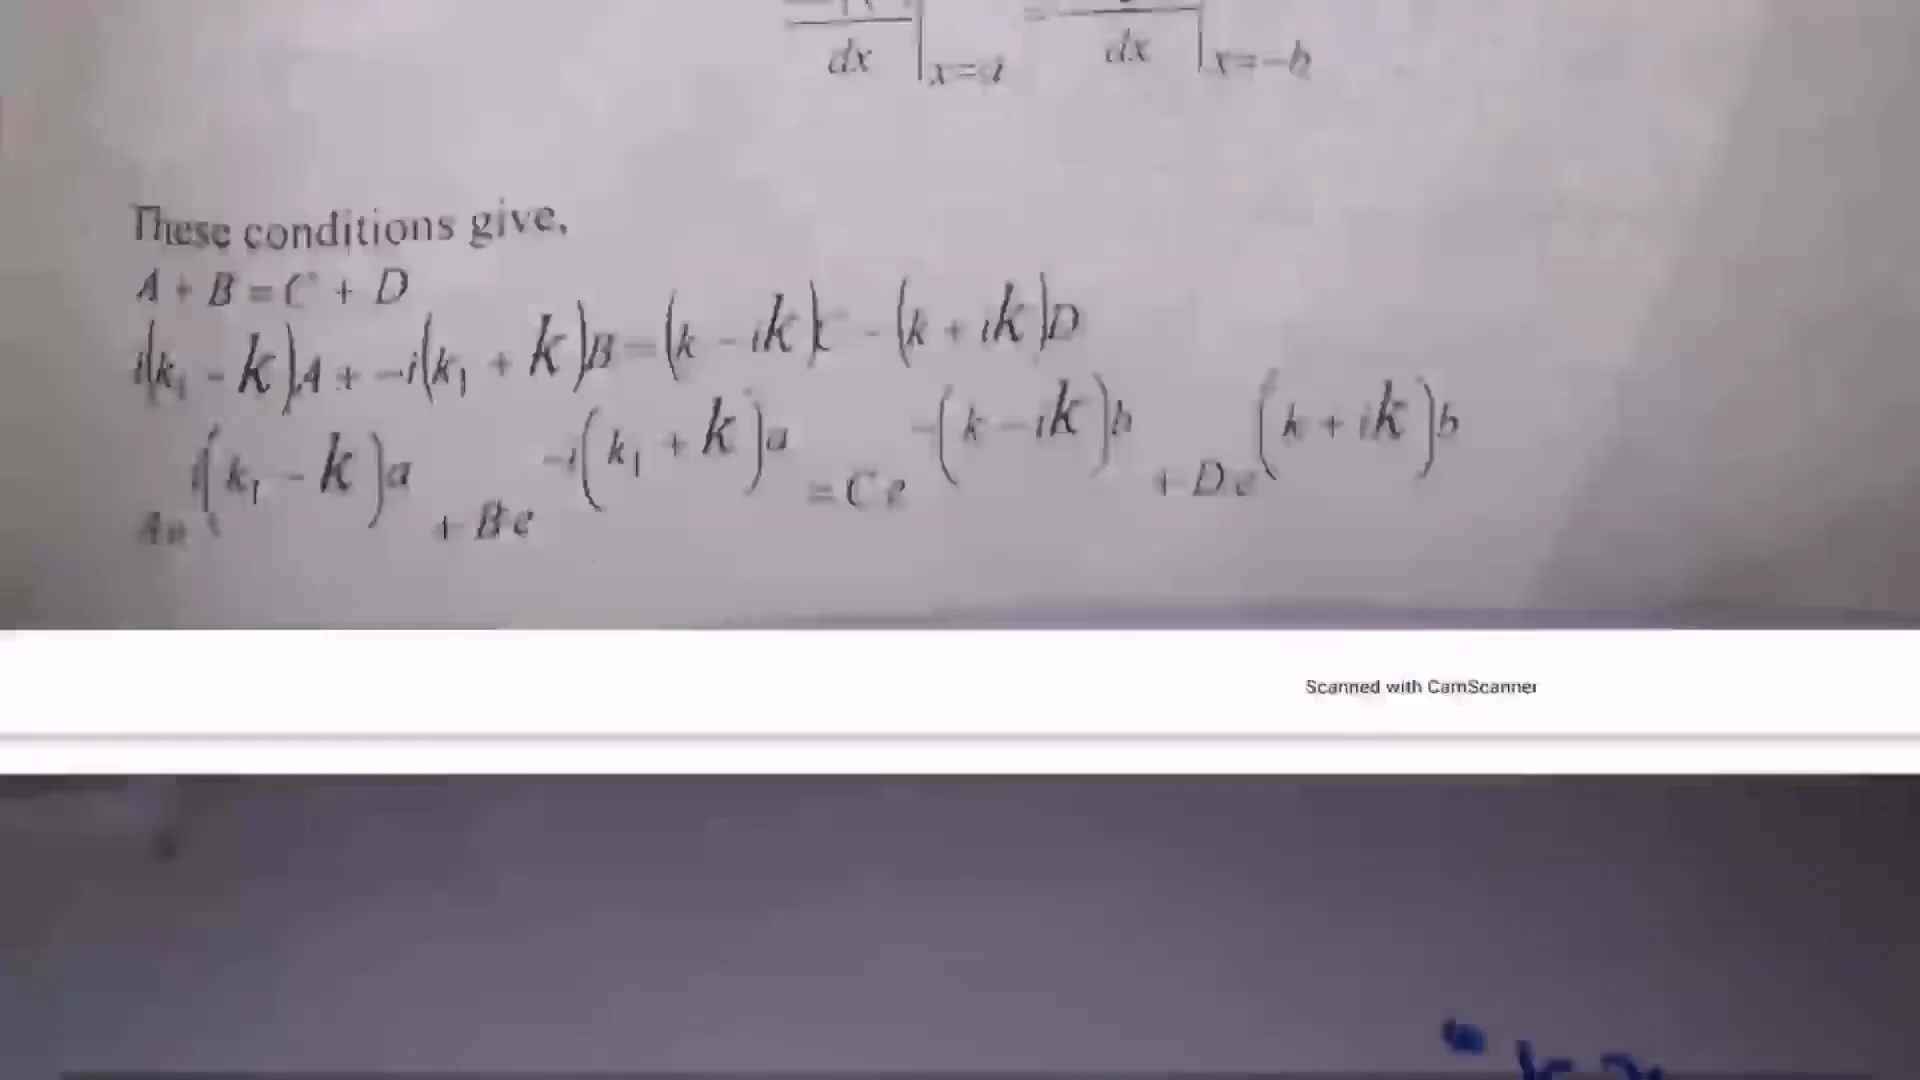 dx |x=a = dx |x=-b
These conditions give,
A + B = C + D
i(k₁ - k)A + -i(k₁ + k)B = (k - ik)C - (k + ik)D
Ae^{i(k₁ - k)a} + Be^{-i(k₁ + k)a} = Ce^{-(k - ik)b} + De^{(k + ik)b}
Scanned with CamScanner